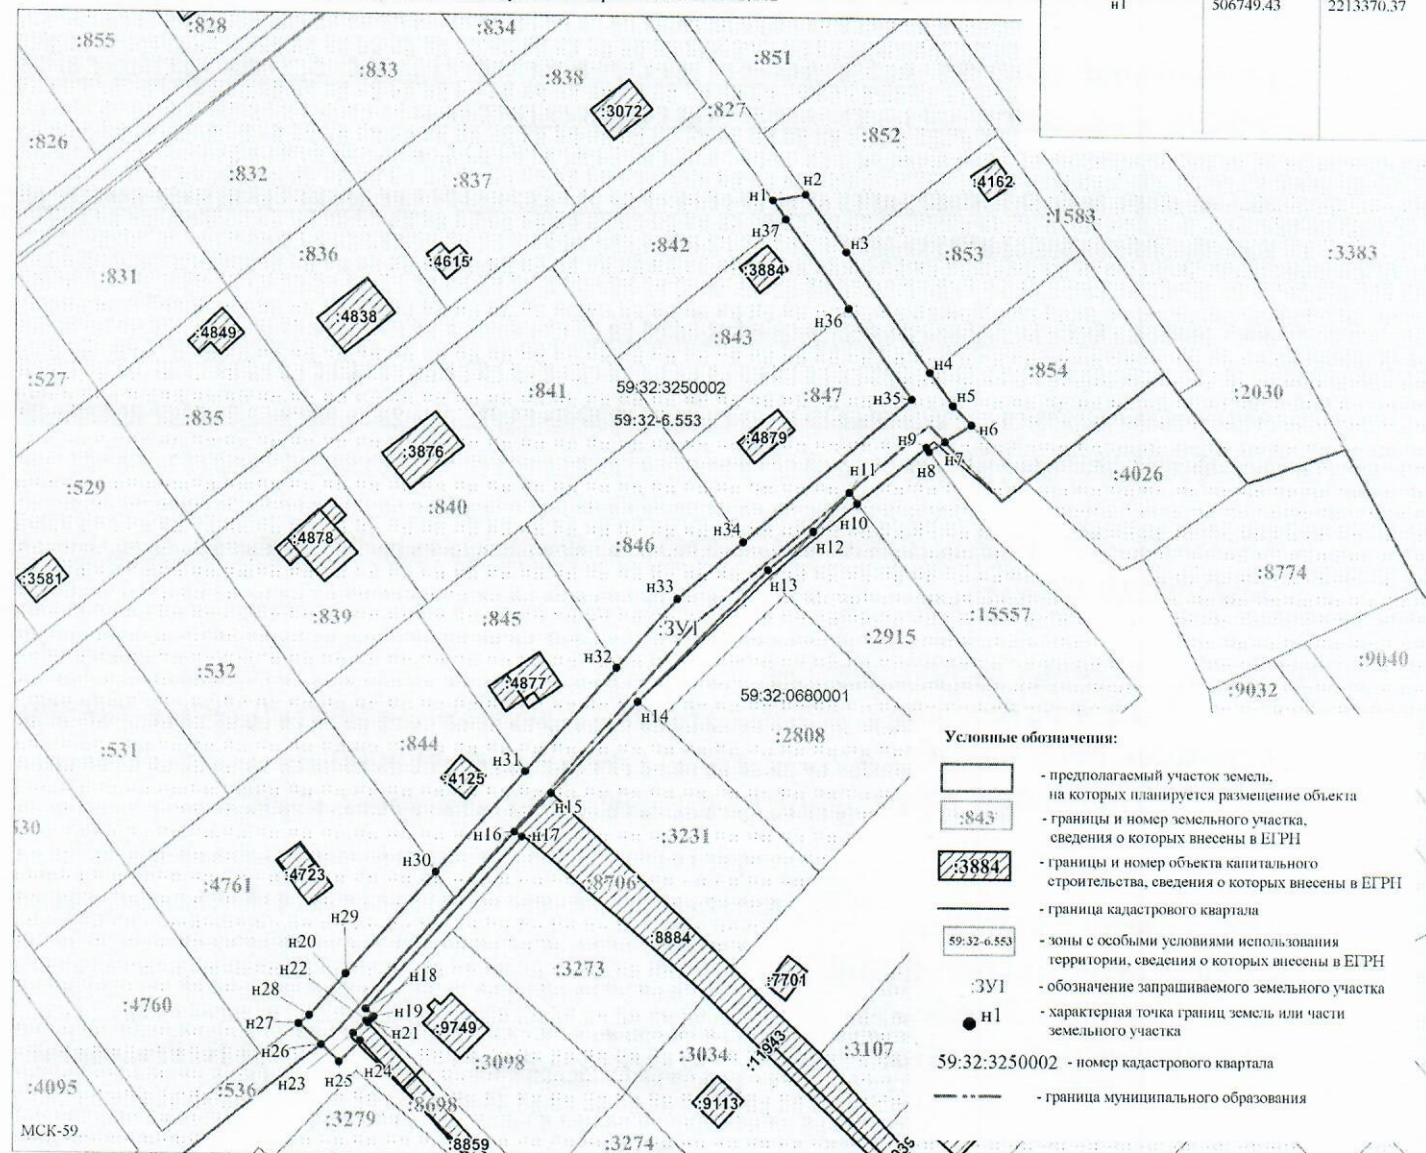 н1 506749.43 2213370.37
:855
:828
:834
:833
:838
:851
:3072
:827
:826
:852
:832
:837
:4162
н1
н2
:1583
н37
:842
:836
н3
:853
:3383
:4615
:3884
:831
:4838
н36
:4849
:843
:527
н4
:854
59:32:3250002
:841
:847
н35
н5
:2030
:835
59:32-6.553
н6
:4879
н9
:3876
н7
н8
:4026
:529
н11
:840
н10
:4878
н34
:846
н12
:8774
:3581
н13
н33
:839
:845
:15557
:ЗУ1
:2915
н32
:9040
:532
:4877
59:32:0680001
:9032
н14
:2808
:844
:531
н31
:4125
н15
н16
н17
:3231
н30
:4723
:4761
:8706
н29
н20
:8884
н22
:3273
н18
:7701
н28
:4760
н19
н27
н21
:9749
н26
:3098
:3034
:11943
:3107
:4095
:536
н23
н25
н24
:8698
:9113
:3279
МСК-59
:8859
:3274
Условные обозначения:
- предполагаемый участок земель,
на которых планируется размещение объекта
:843 - границы и номер земельного участка,
сведения о которых внесены в ЕГРН
:3884 - границы и номер объекта капитального
строительства, сведения о которых внесены в ЕГРН
- граница кадастрового квартала
59:32-6.553 - зоны с особыми условиями использования
территории, сведения о которых внесены в ЕГРН
:ЗУ1 - обозначение запрашиваемого земельного участка
н1 - характерная точка границ земель или части
земельного участка
59:32:3250002 - номер кадастрового квартала
- граница муниципального образования